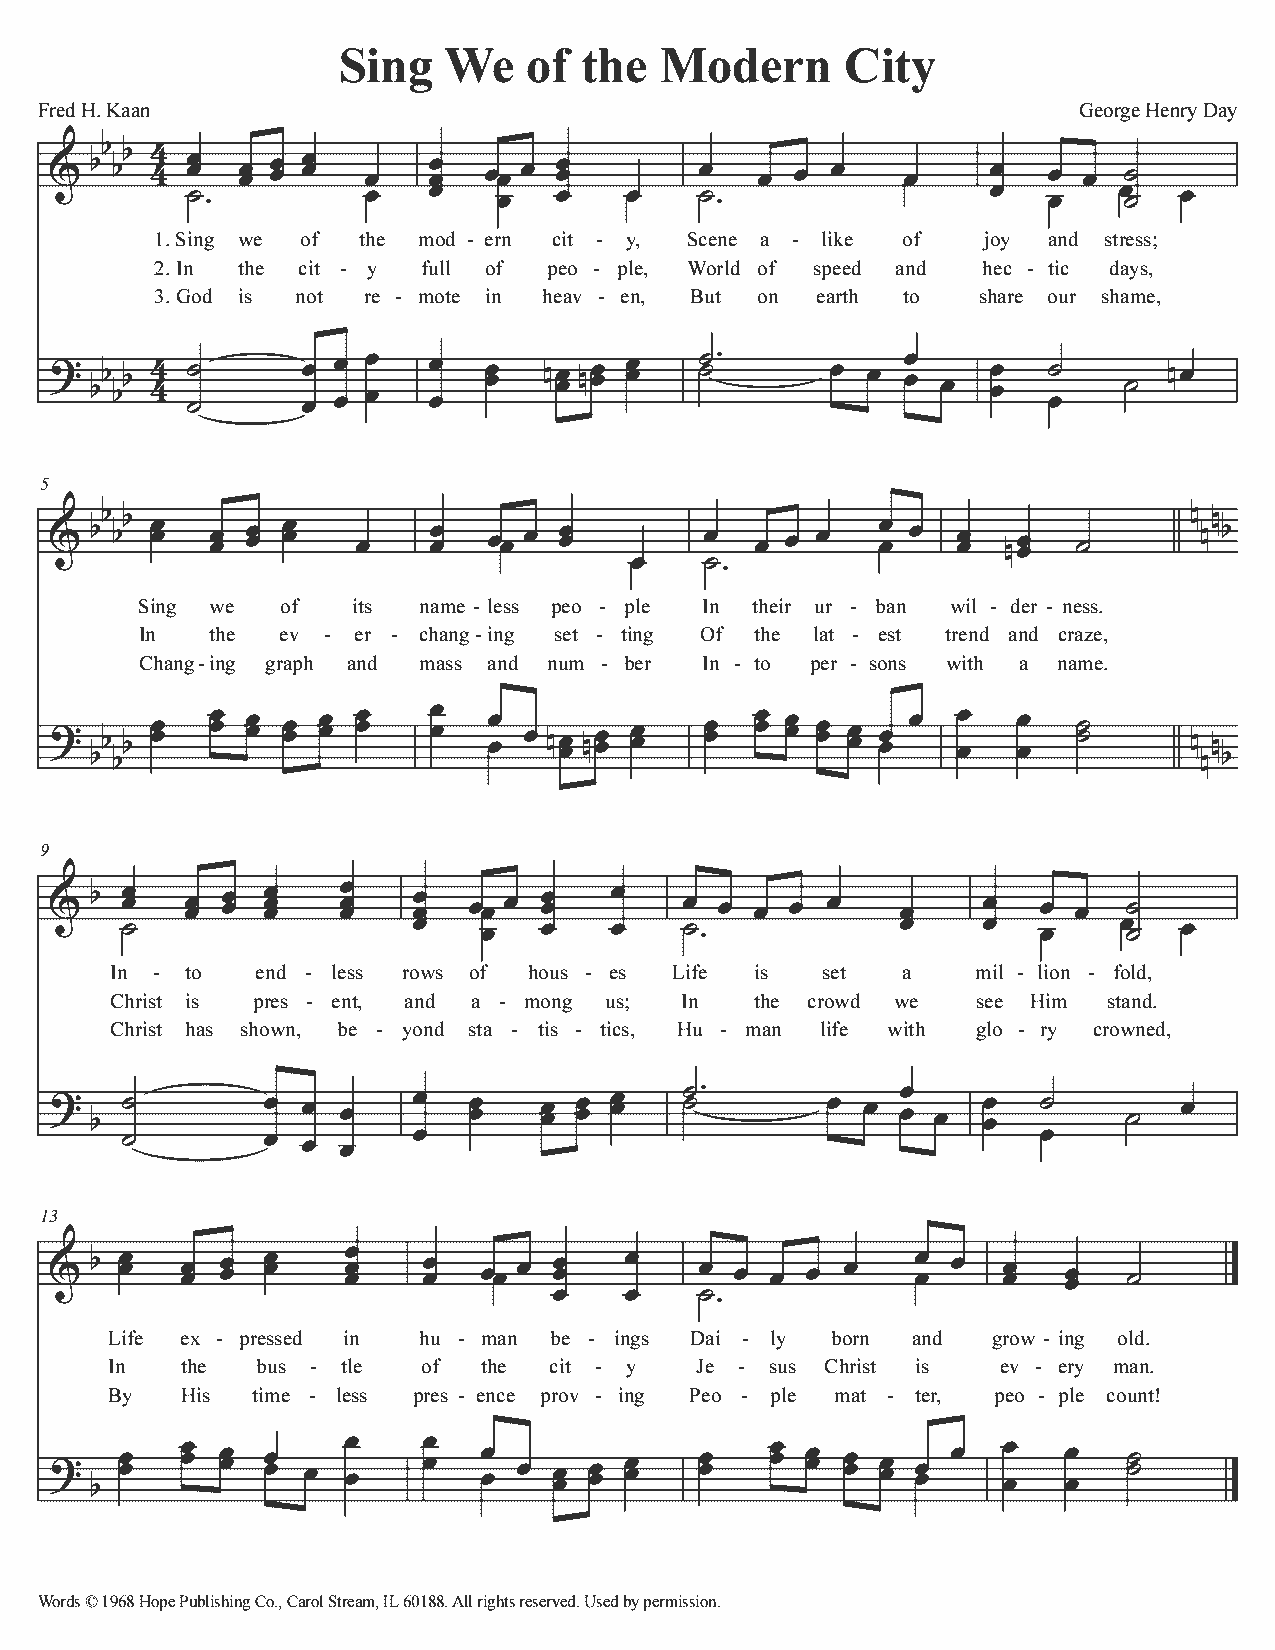 Sing We of the Modern City
Fred H. Kaan George Henry Day
1. Sing we of the mod - ern cit - y, Scene a - like of joy and stress;
2. In the cit - y full of peo - ple, World of speed and hec - tic days,
3. God is not re - mote in heav - en, But on earth to share our shame,
5
Sing we of its name - less peo - ple In their ur - ban wil - der - ness.
In the ev - er - chang - ing set - ting Of the lat - est trend and craze,
Chang - ing graph and mass and num - ber In - to per - sons with a name.
9
In - to end - less rows of hous - es Life is set a mil - lion - fold,
Christ is pres - ent, and a - mong us; In the crowd we see Him stand.
Christ has shown, be - yond sta - tis - tics, Hu - man life with glo - ry crowned,
13
Life ex - pressed in hu - man be - ings Dai - ly born and grow - ing old.
In the bus - tle of the cit - y Je - sus Christ is ev - ery man.
By His time - less pres - ence prov - ing Peo - ple mat - ter, peo - ple count!
Words © 1968 Hope Publishing Co., Carol Stream, IL 60188. All rights reserved. Used by permission.